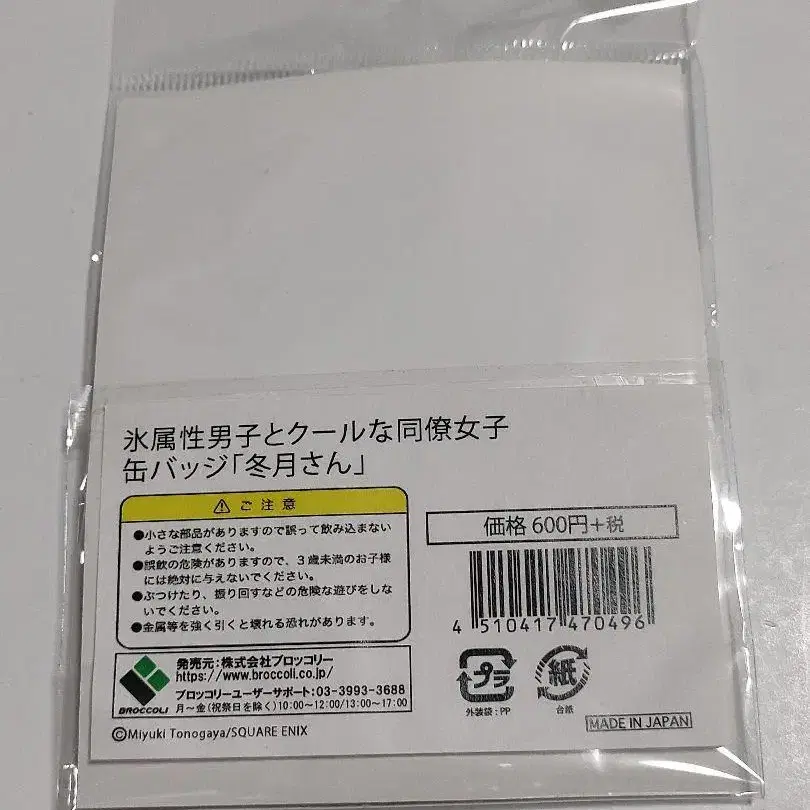 氷属性男子とクールな同僚女子
缶バッジ「冬月さん」
ご注意
●小さな部品がありますので誤って飲み込まない
ようご注意ください。
●誤飲の危険がありますので、３歳未満のお子様
には絶対に与えないでください。
●ぶつけたり、振り回すなどの危険な遊びをしな
いでください。
●金属等を強く引くと壊れる恐れがあります。
価格 600円+税
4 510417 470496
BROCCOLI
発売元：株式会社ブロッコリー
https://www.broccoli.co.jp/
ブロッコリーユーザーサポート：03-3993-3688
月～金(祝祭日を除く)10:00～12:00/13:00～17:00
プラ
外装袋：PP
紙
台紙
©Miyuki Tonogaya/SQUARE ENIX
MADE IN JAPAN